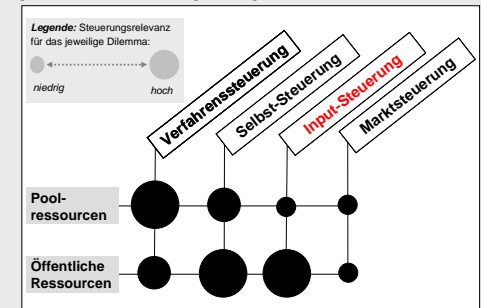 Legende: Steuerungsrelevanz
für das jeweilige Dilemma:
niedrig
hoch
Verfahrenssteuerung
Selbst-Steuerung
Input-Steuerung
Marktsteuerung
Pool-
ressourcen
Öffentliche
Ressourcen